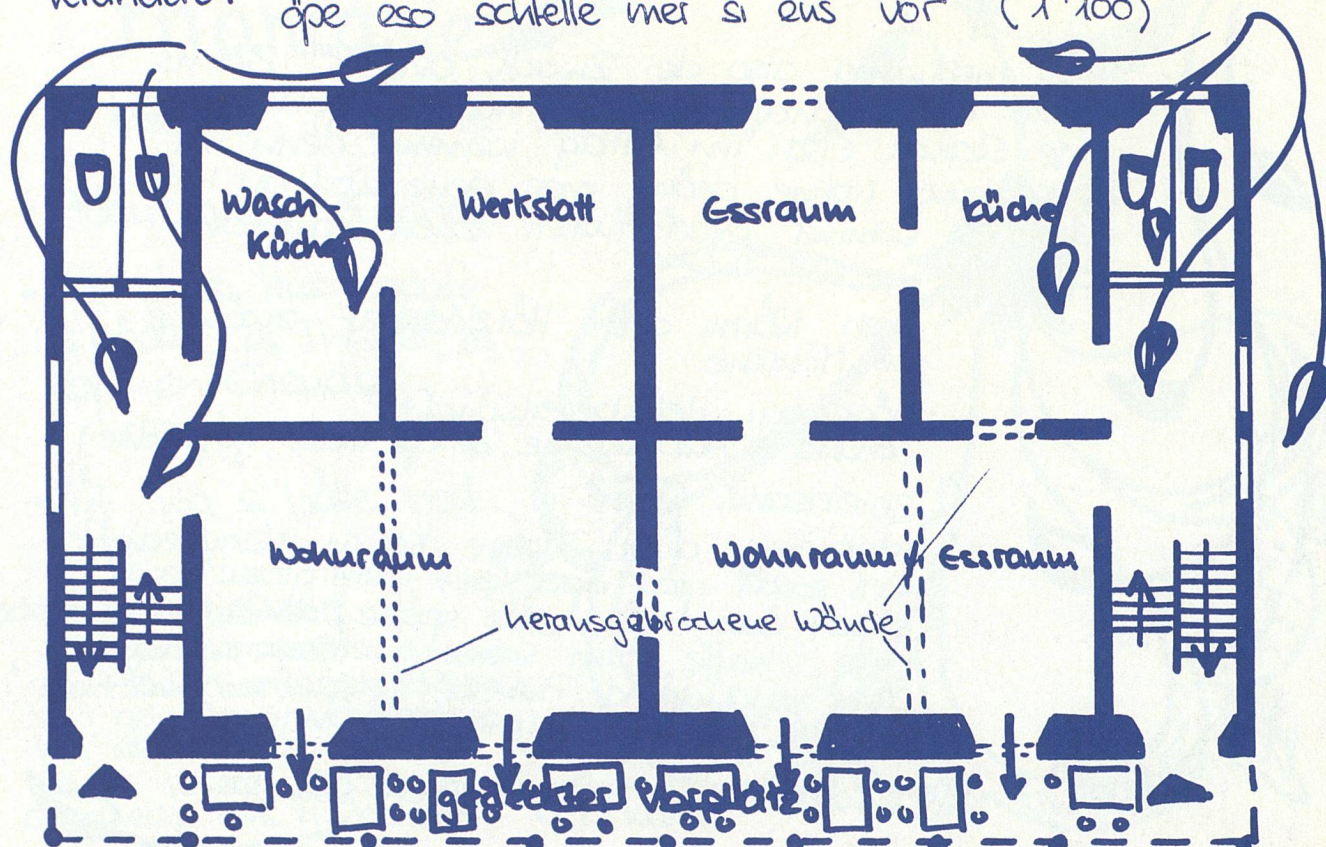 öpe eso schtelle mer si eus vor (1:100)
Wasch
Küche
Werkstatt
Essraum
Küche
Wohnraum
Wohnraum / Essraum
herausgebrochene Wände
gedeckter Vorplatz